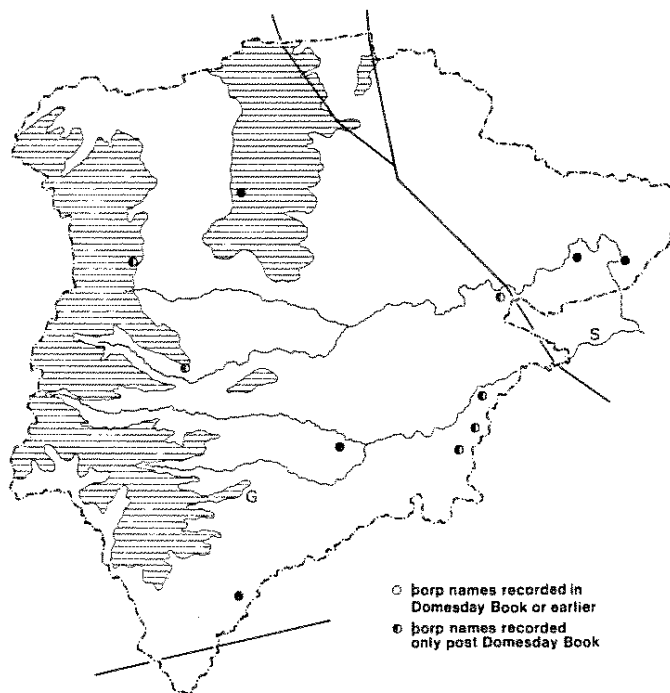 S
G
þorp names recorded in
Domesday Book or earlier
þorp names recorded
only post Domesday Book